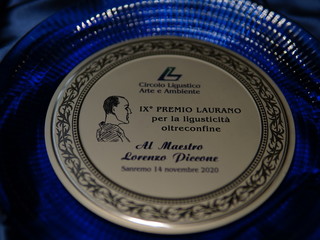 Circolo Ligustico
Arte e Ambiente
IX° PREMIO LAURANO
per la ligusticità
oltreconfine
Al Maestro
Lorenzo Piccone
Sanremo 14 novembre 2020